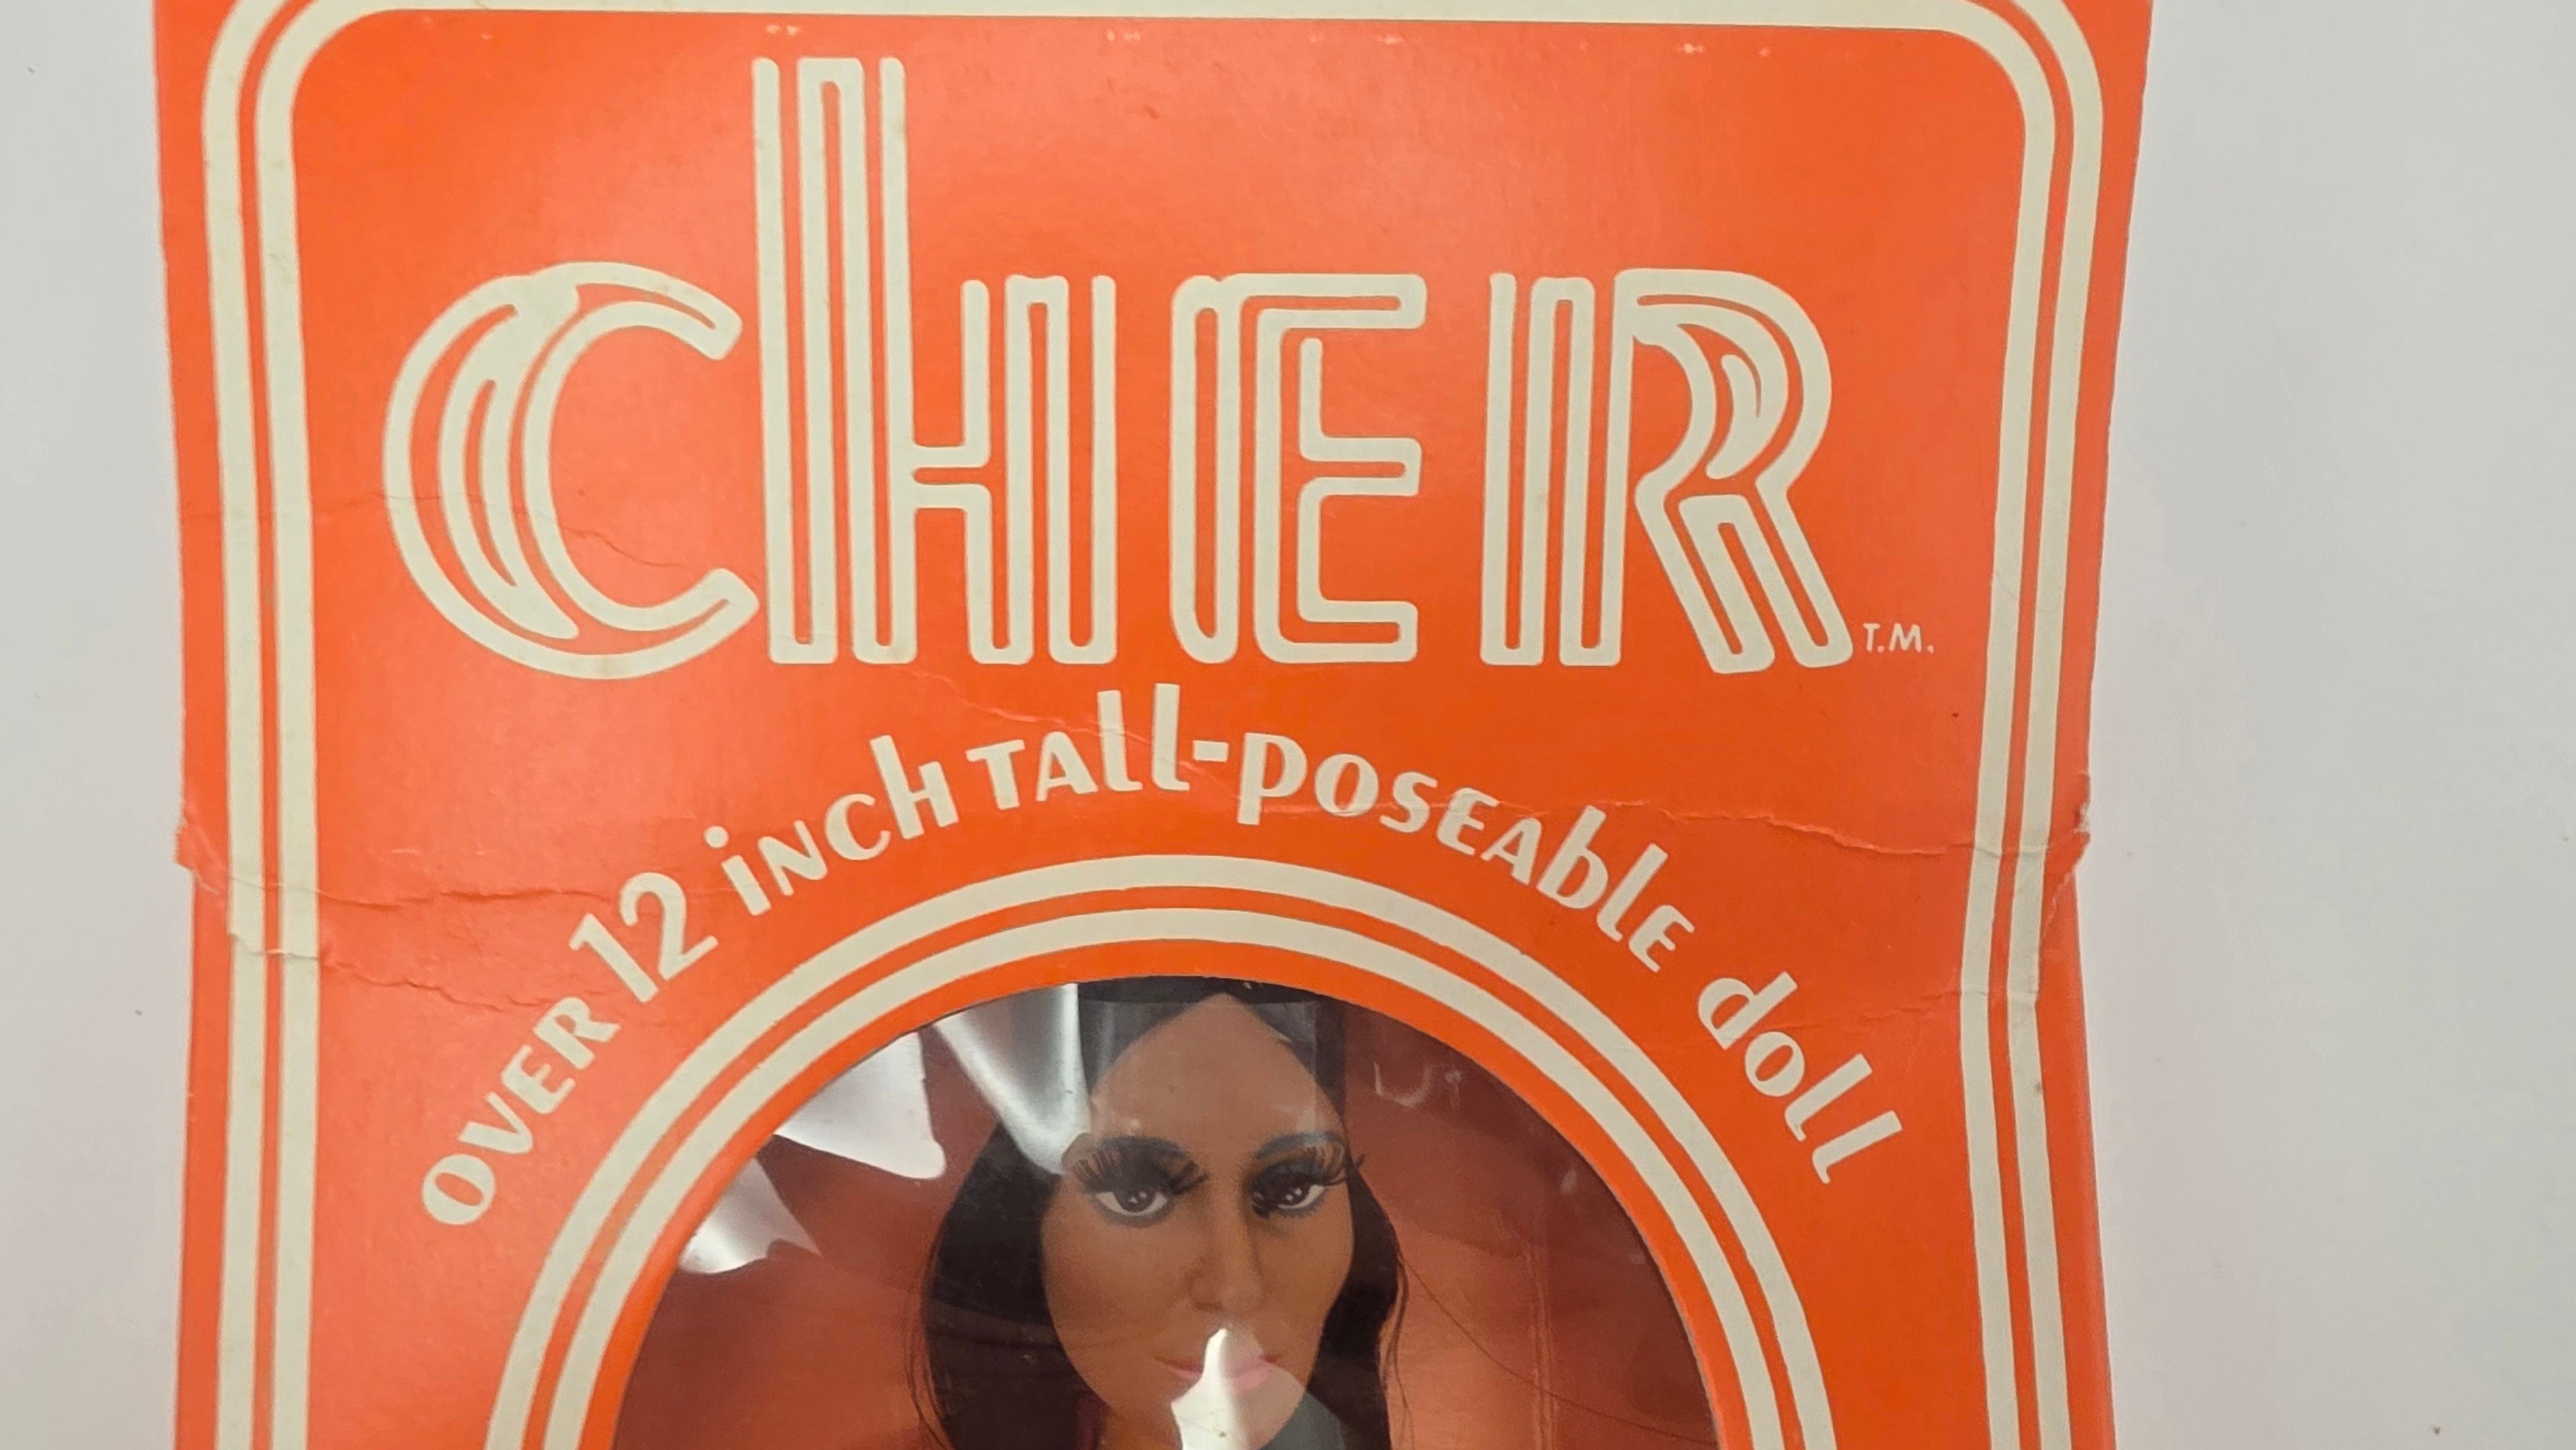 CHER T.M.
OVER 12 iNCH TAll-POSEAblE doll